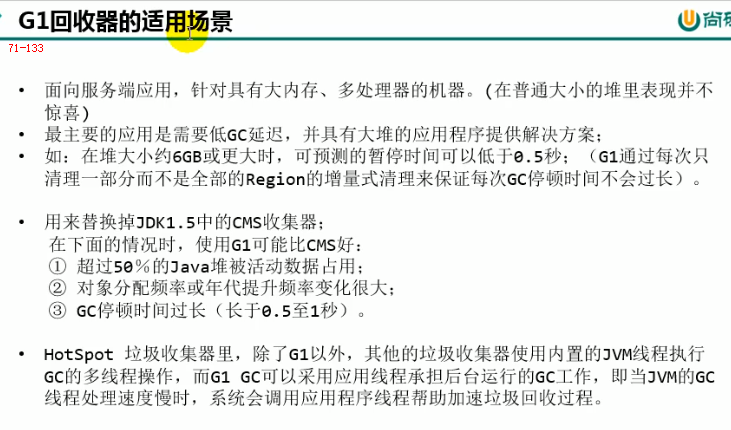 G1回收器的适用场景
尚
71-133
• 面向服务端应用，针对具有大内存、多处理器的机器。(在普通大小的堆里表现并不
惊喜)
• 最主要的应用是需要低GC延迟，并具有大堆的应用程序提供解决方案；
• 如：在堆大小约6GB或更大时，可预测的暂停时间可以低于0.5秒；（G1通过每次只
清理一部分而不是全部的Region的增量式清理来保证每次GC停顿时间不会过长）。
• 用来替换掉JDK1.5中的CMS收集器；
在下面的情况时，使用G1可能比CMS好：
① 超过50％的Java堆被活动数据占用；
② 对象分配频率或年代提升频率变化很大；
③ GC停顿时间过长（长于0.5至1秒）。
• HotSpot 垃圾收集器里，除了G1以外，其他的垃圾收集器使用内置的JVM线程执行
GC的多线程操作，而G1 GC可以采用应用线程承担后台运行的GC工作，即当JVM的GC
线程处理速度慢时，系统会调用应用程序线程帮助加速垃圾回收过程。